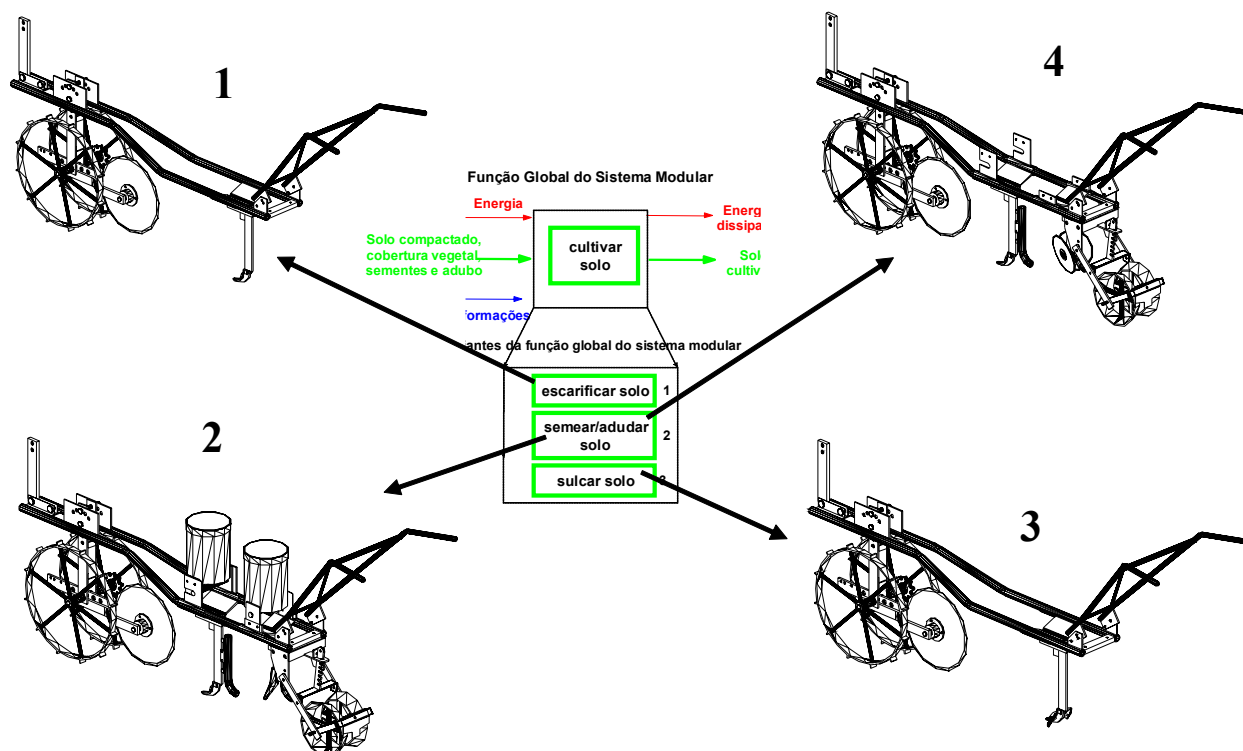 1
4
Função Global do Sistema Modular
Energia
Energ
dissipa
cultivar
solo
Solo compactado,
cobertura vegetal,
sementes e adubo
Sol
cultiv
formações
antes da função global do sistema modular
escarificar solo
1
semear/adudar
solo
2
sulcar solo
2
3